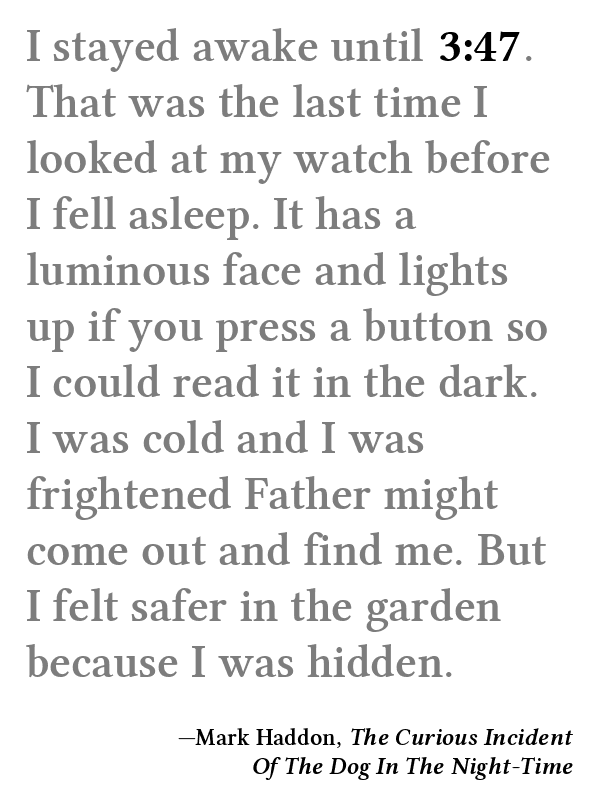 I stayed awake until 3:47.
That was the last time I
looked at my watch before
I fell asleep. It has a
luminous face and lights
up if you press a button so
I could read it in the dark.
I was cold and I was
frightened Father might
come out and find me. But
I felt safer in the garden
because I was hidden.
—Mark Haddon, The Curious Incident
Of The Dog In The Night-Time